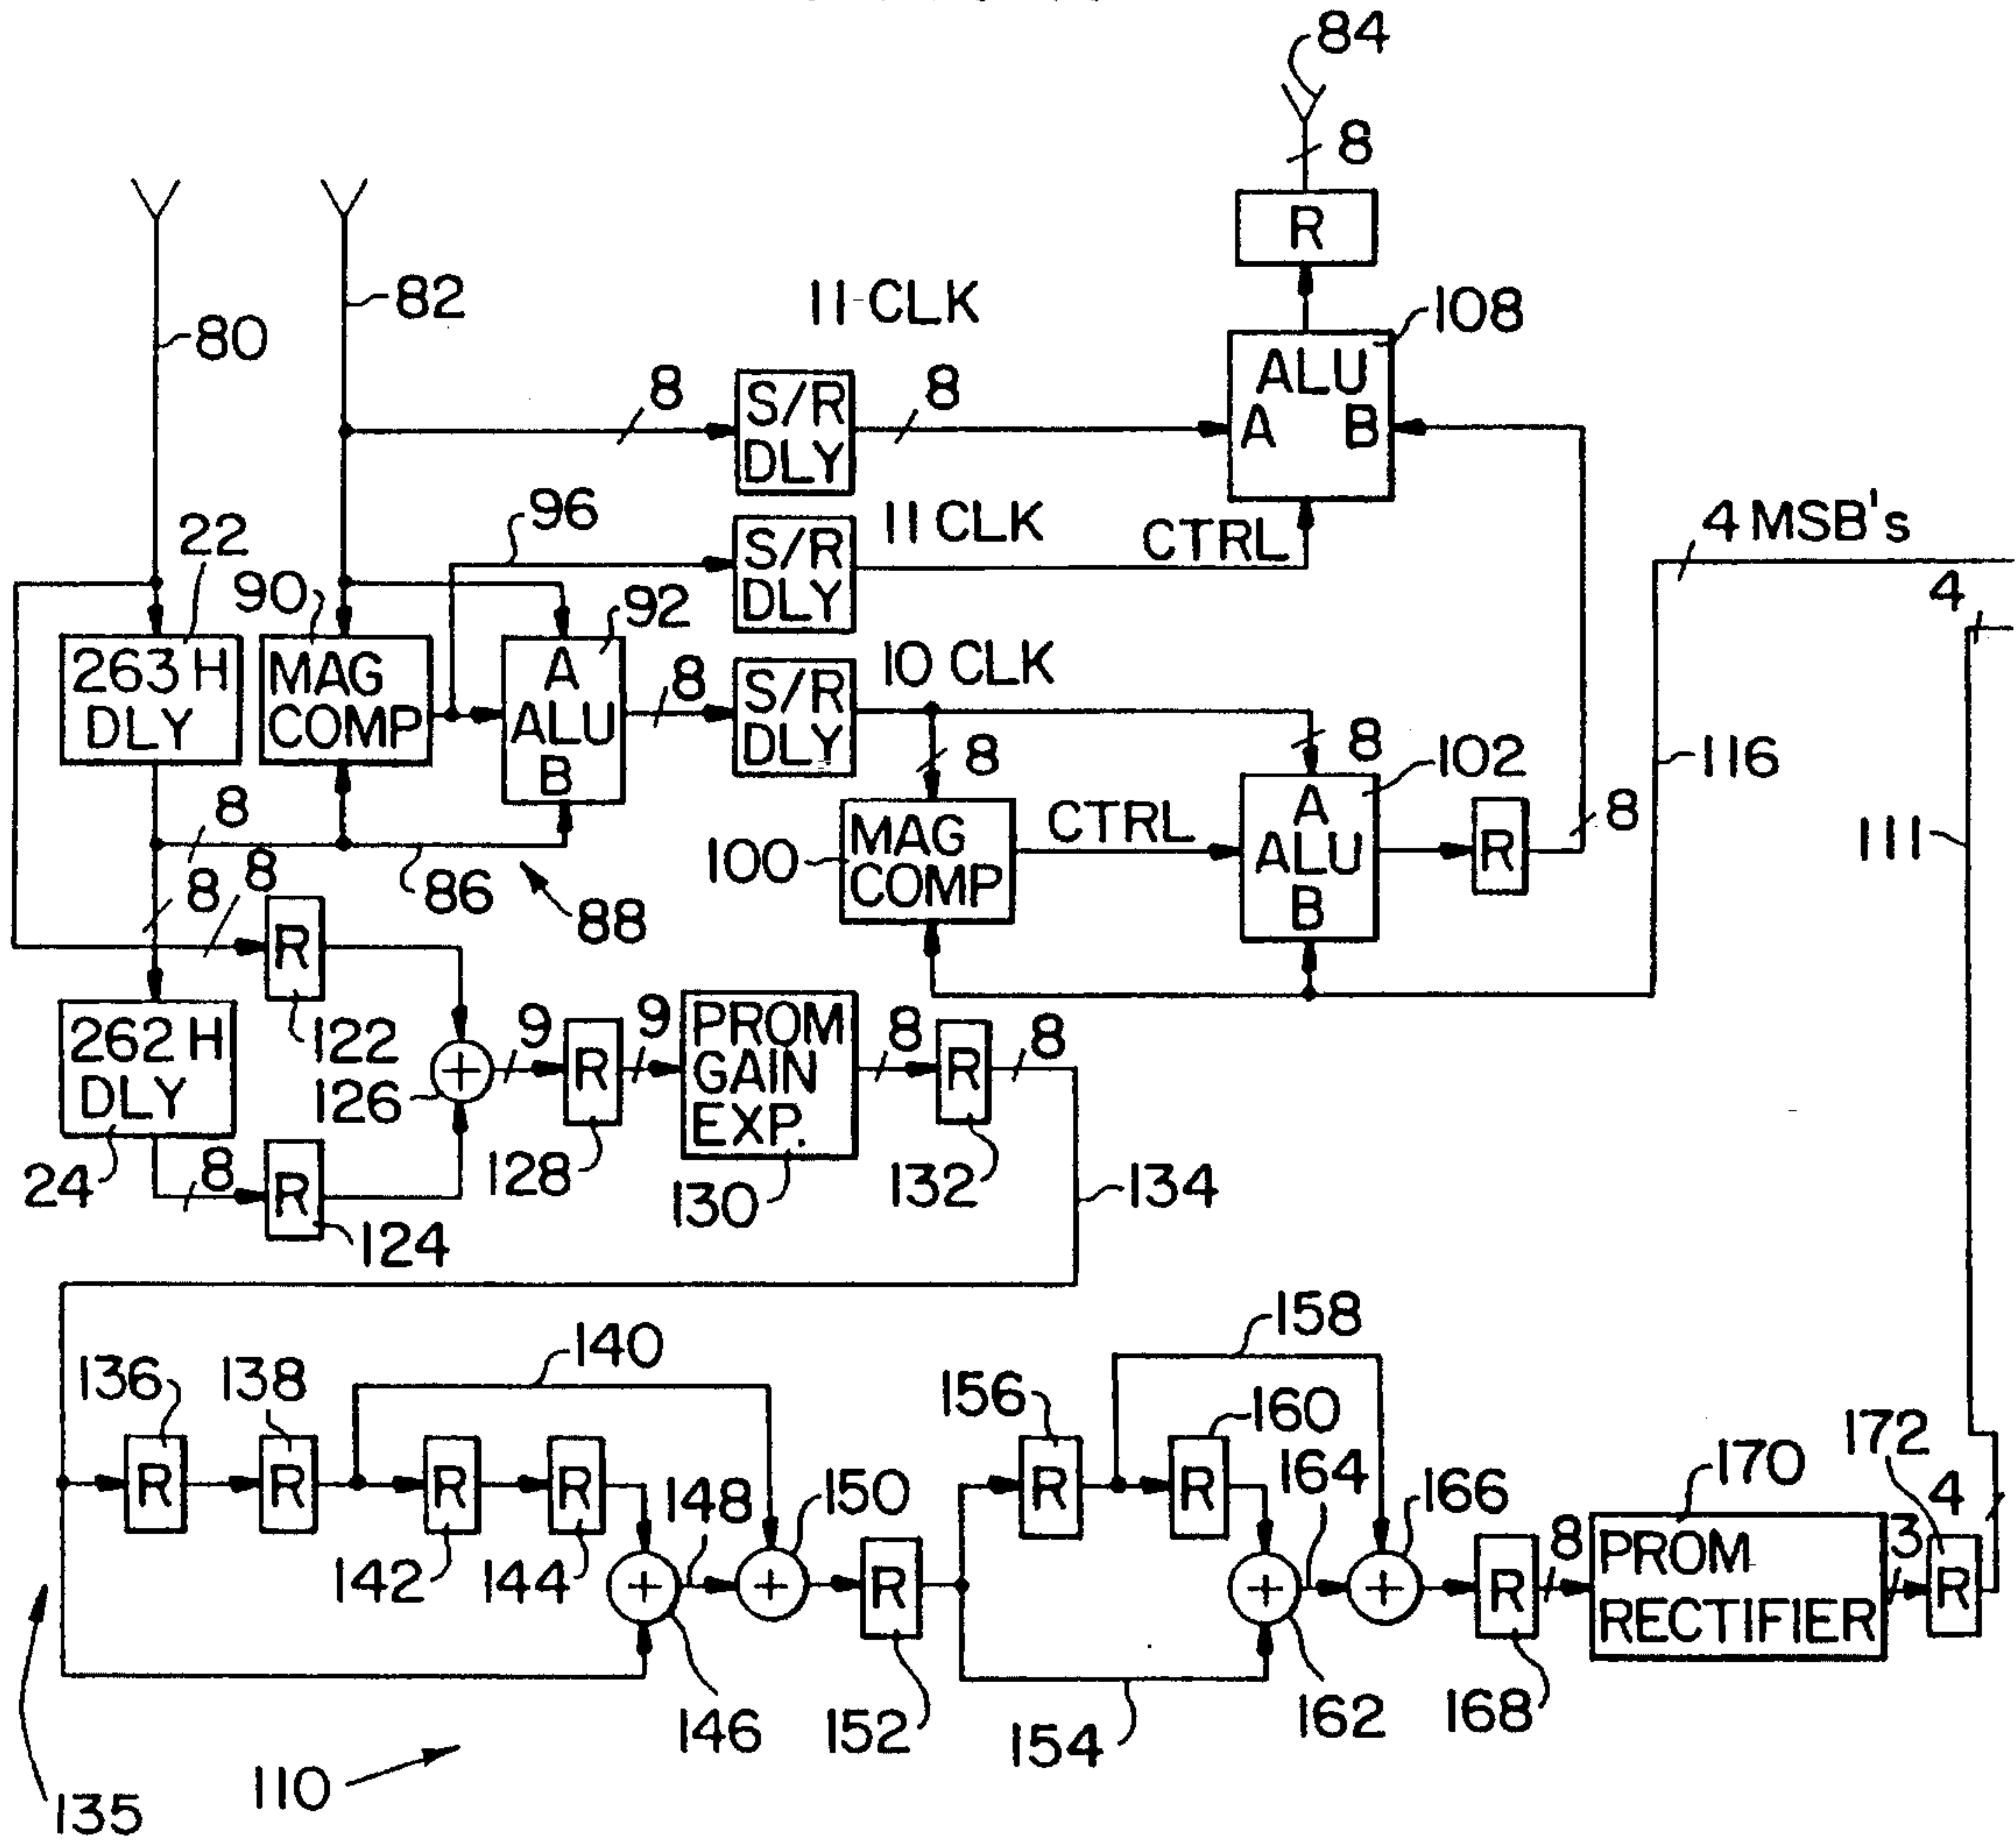 84
8
R
82
80
11 CLK
108
ALU
A B
8
S/R
DLY
8
96
11 CLK
CTRL
S/R
DLY
4 MSB's
4
22
90
92
263 H
DLY
MAG
COMP
A
ALU
B
8
S/R
DLY
10 CLK
8
8
102
116
111
8
8
8
86
88
100
MAG
COMP
CTRL
A
ALU
B
R
8
R
122
262 H
DLY
24
126
+
9
R
9
128
PROM
GAIN
EXP.
130
8
R
8
132
134
8
R
124
136
138
140
158
156
160
164
172
170
166
R
R
R
R
142
144
148
150
+
+
R
R
R
+
+
R
8
PROM
RECTIFIER
3
R
4
146
152
154
162
168
110
135